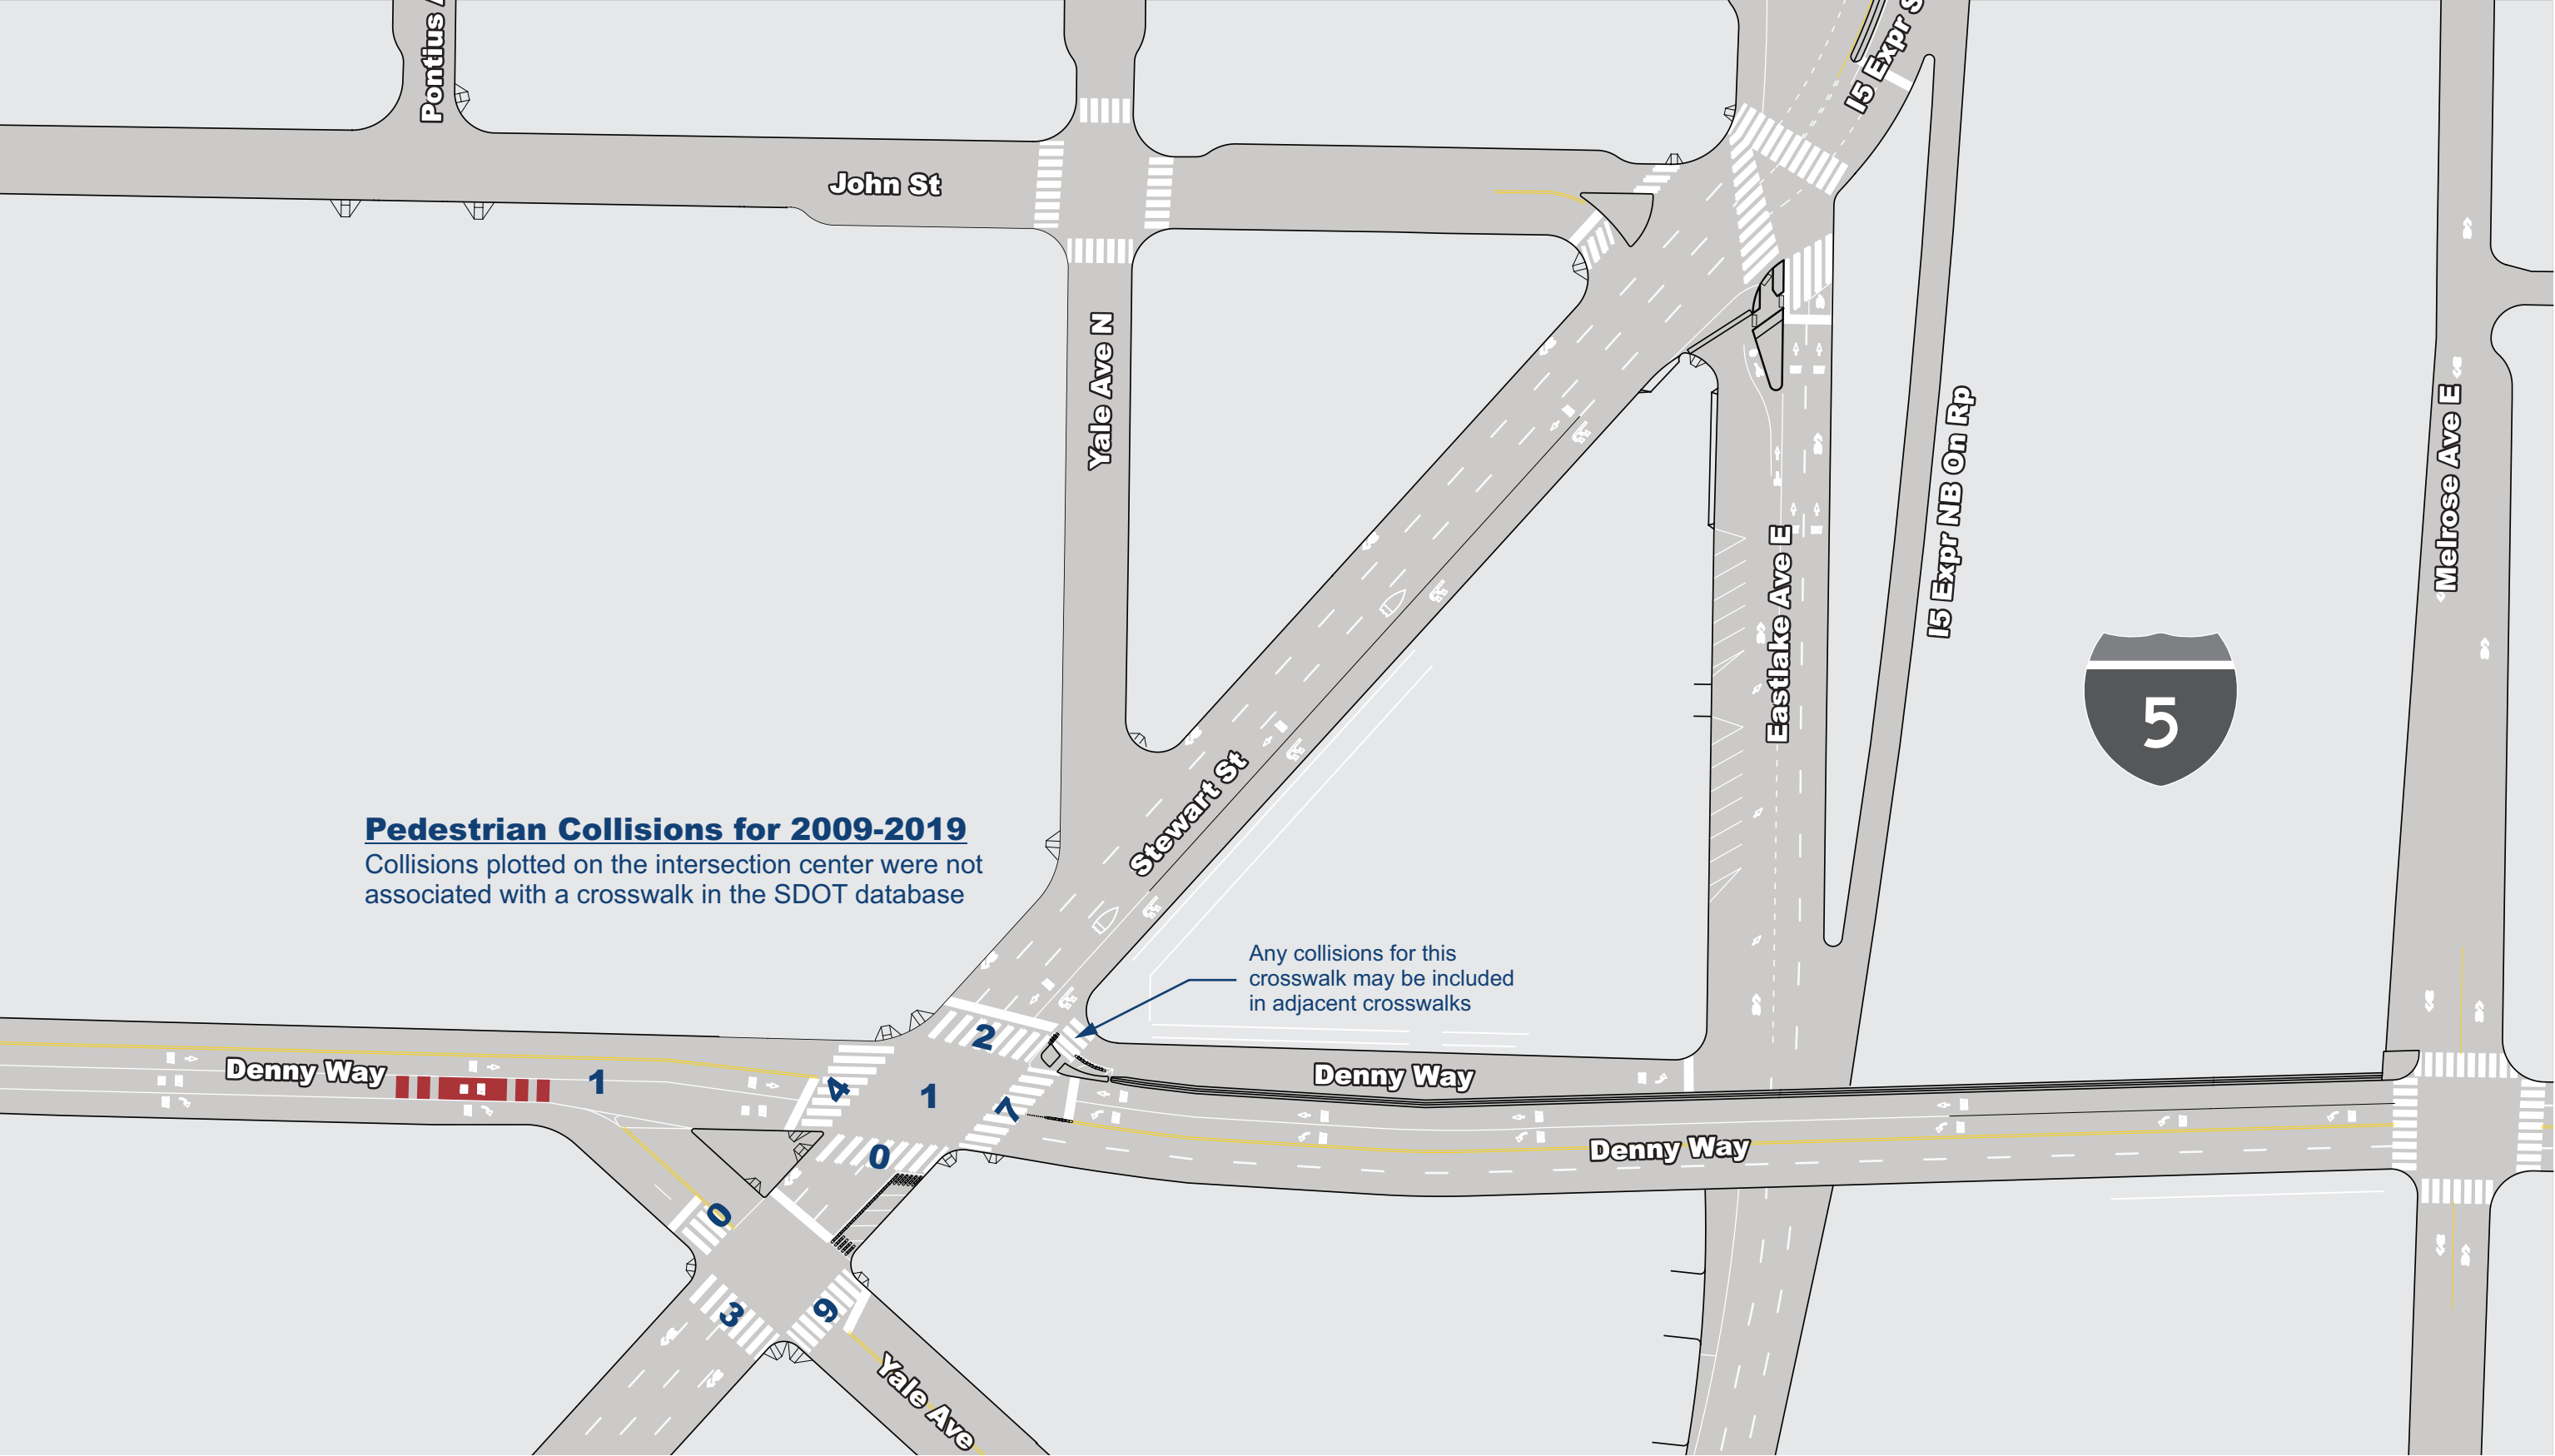 Pontius A
I5 Expr S
John St
Yale Ave N
I5 Expr NB On Rp
Melrose Ave E
Eastlake Ave E
5
Stewart St
Pedestrian Collisions for 2009-2019
Collisions plotted on the intersection center were not
associated with a crosswalk in the SDOT database
Any collisions for this
crosswalk may be included
in adjacent crosswalks
2
Denny Way
1
4
1
7
Denny Way
Denny Way
0
0
3
9
Yale Ave